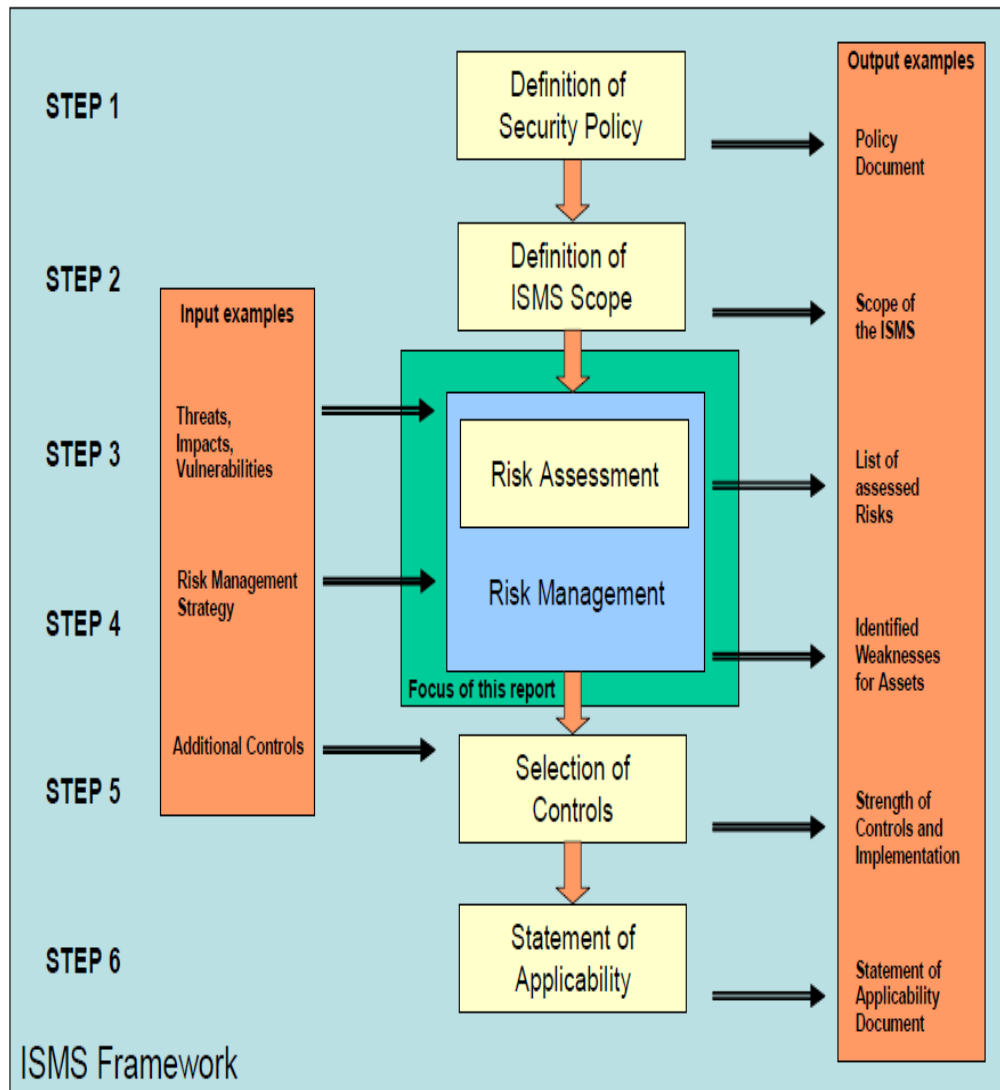 STEP 1
Definition of
Security Policy
Output examples
Policy
Document
STEP 2
Definition of
ISMS Scope
Scope of
the ISMS
Input examples
Threats,
Impacts,
Vulnerabilities
STEP 3
Risk Assessment
List of
assessed
Risks
Risk Management
Strategy
STEP 4
Risk Management
Identified
Weaknesses
for Assets
Focus of this report
Additional Controls
STEP 5
Selection of
Controls
Strength of
Controls and
Implementation
STEP 6
Statement of
Applicability
Statement of
Applicability
Document
ISMS Framework